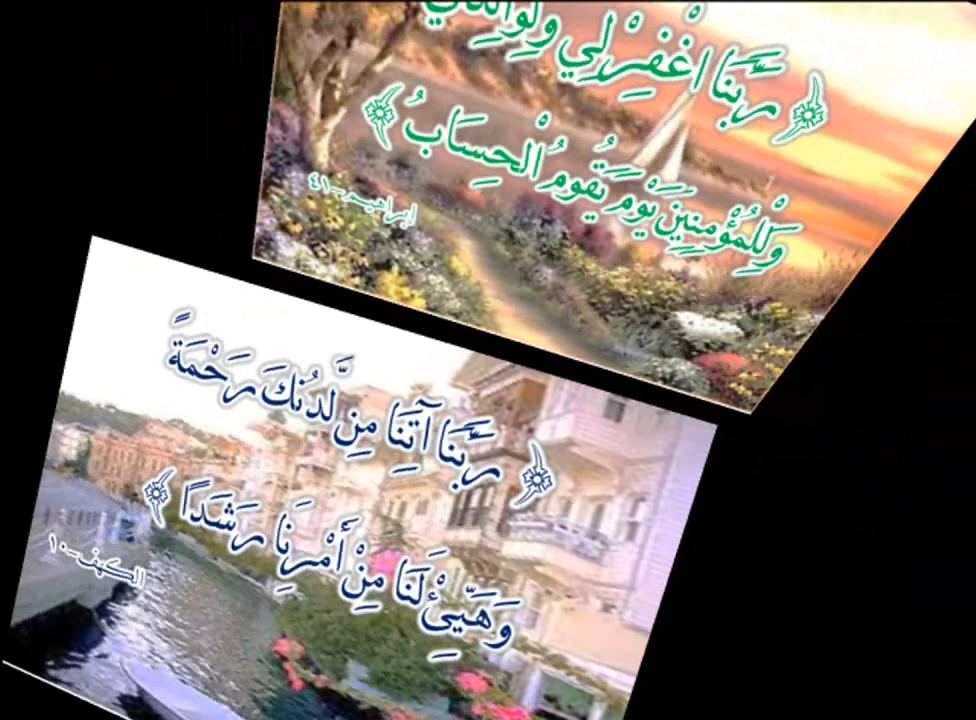 ﴿ رَبَّنَا اغْفِرْ لِي وَلِوَالِدَيَّ
وَلِلْمُؤْمِنِينَ يَوْمَ يَقُومُ الْحِسَابُ ﴾
إبراهيم-٤١
﴿ رَبَّنَا آتِنَا مِن لَّدُنكَ رَحْمَةً
وَهَيِّئْ لَنَا مِنْ أَمْرِنَا رَشَدًا ﴾
الكهف-١٠